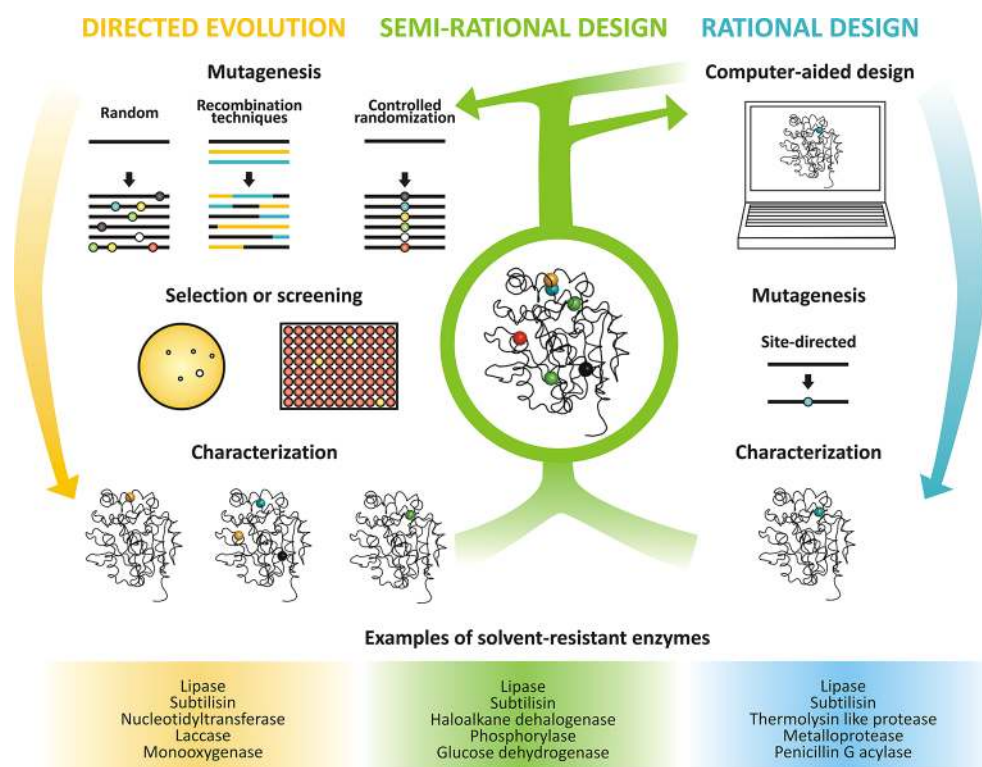 DIRECTED EVOLUTION
SEMI-RATIONAL DESIGN
RATIONAL DESIGN
Mutagenesis
Random
Recombination
techniques
Controlled
randomization
Selection or screening
Characterization
Computer-aided design
Mutagenesis
Site-directed
Characterization
Examples of solvent-resistant enzymes
Lipase
Subtilisin
Nucleotidyltransferase
Laccase
Monooxygenase
Lipase
Subtilisin
Haloalkane dehalogenase
Phosphorylase
Glucose dehydrogenase
Lipase
Subtilisin
Thermolysin like protease
Metalloprotease
Penicillin G acylase